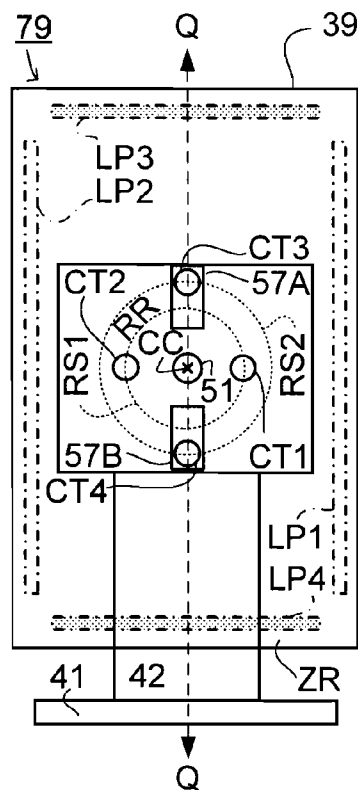 79
Q
39
LP3
LP2
CT3
CT2
57A
RR
CC
RS1
RS2
51
57B
CT1
CT4
LP1
LP4
41
42
ZR
Q